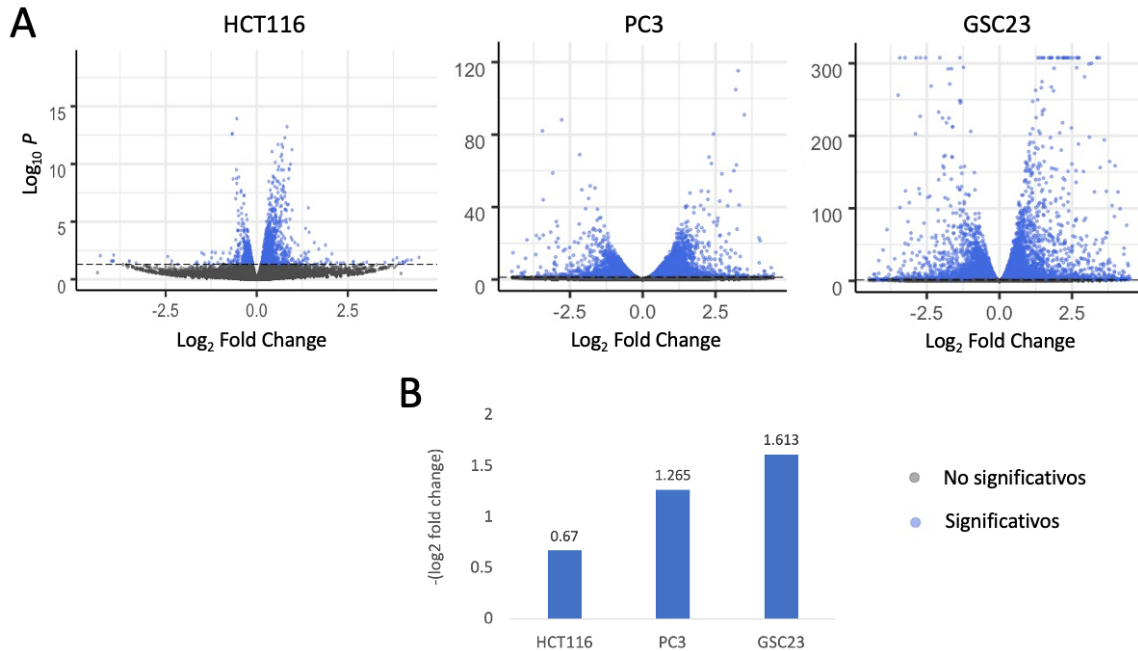 A
HCT116
PC3
GSC23
Log₁₀ P
15
10
5
0
-2.5 0.0 2.5
Log₂ Fold Change
120
80
40
0
-2.5 0.0 2.5
Log₂ Fold Change
300
200
100
0
-2.5 0.0 2.5
Log₂ Fold Change
B
-(log2 fold change)
2
1.5
1
0.5
0
0.67
1.265
1.613
HCT116 PC3 GSC23
No significativos
Significativos